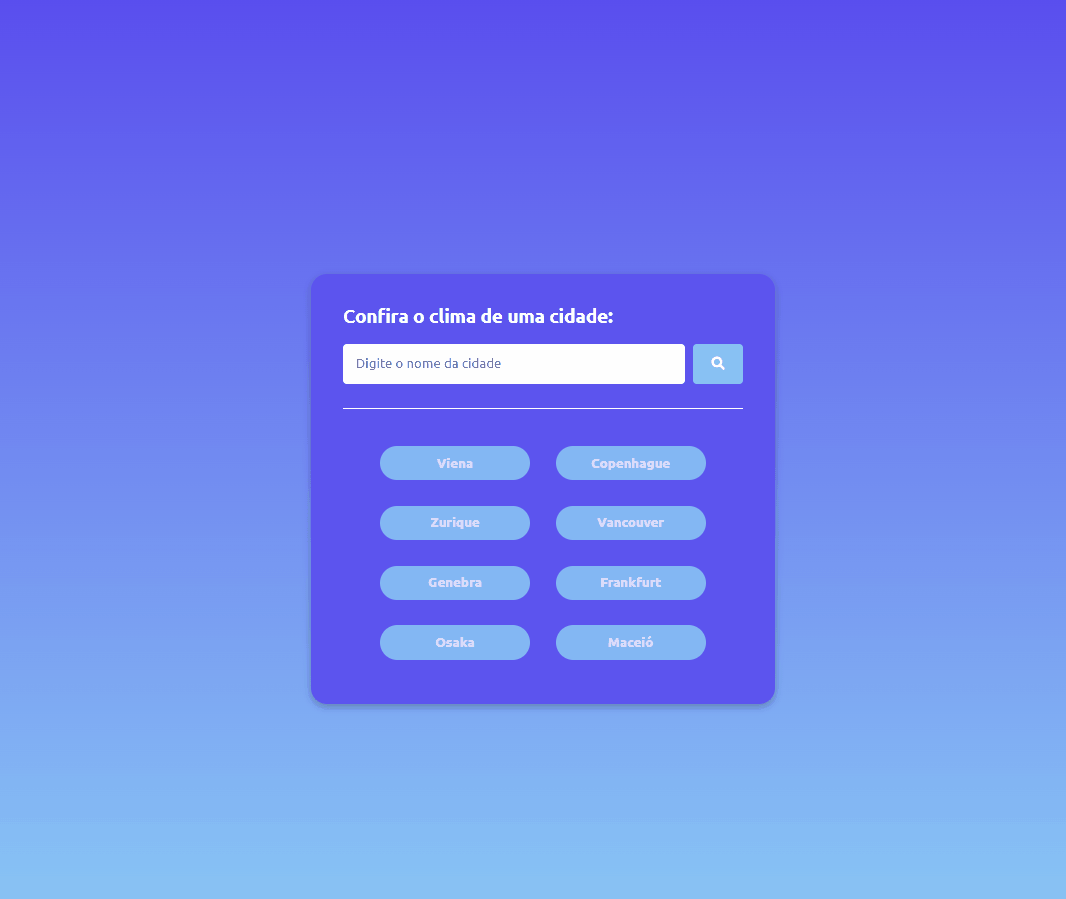 Confira o clima de uma cidade:
Digite o nome da cidade
Viena
Copenhague
Zurique
Vancouver
Genebra
Frankfurt
Osaka
Maceió